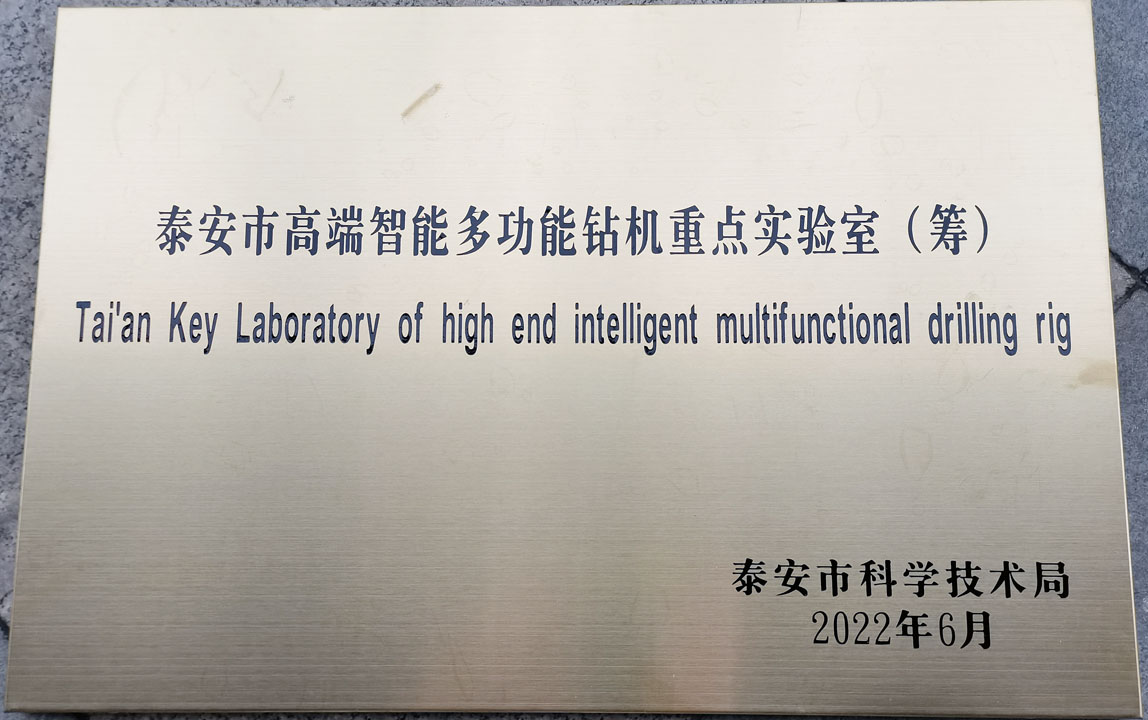 泰安市高端智能多功能钻机重点实验室（筹）
Tai'an Key Laboratory of high end intelligent multifunctional drilling rig
泰安市科学技术局
2022年6月